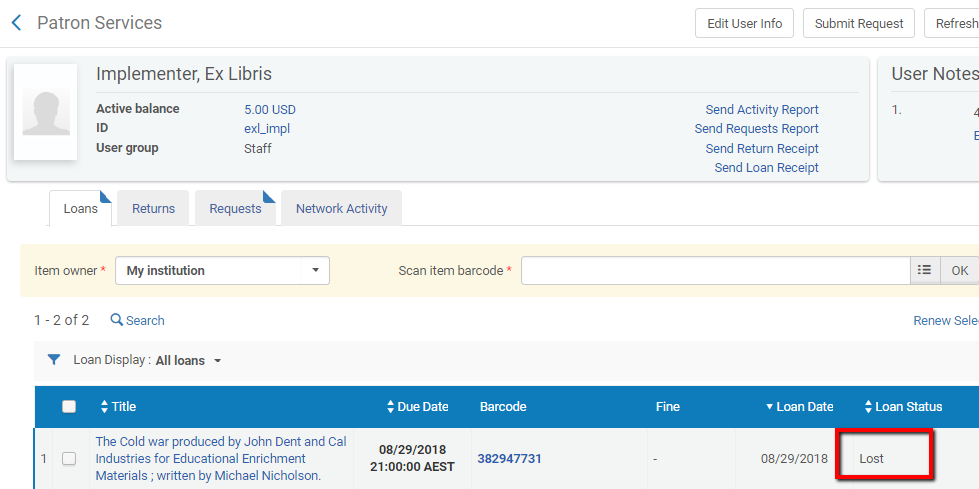 Patron Services
Edit User Info
Submit Request
Refresh
Implementer, Ex Libris
Active balance 5.00 USD
ID exl_impl
User group Staff
Send Activity Report
Send Requests Report
Send Return Receipt
Send Loan Receipt
User Notes
1. 4
Loans
Returns
Requests
Network Activity
Item owner * My institution
Scan item barcode * OK
1 - 2 of 2 Search
Renew Sele
Loan Display : All loans
Title Due Date Barcode Fine Loan Date Loan Status
1
The Cold war produced by John Dent and Cal
Industries for Educational Enrichment
Materials ; written by Michael Nicholson.
08/29/2018
21:00:00 AEST
382947731
-
08/29/2018
Lost